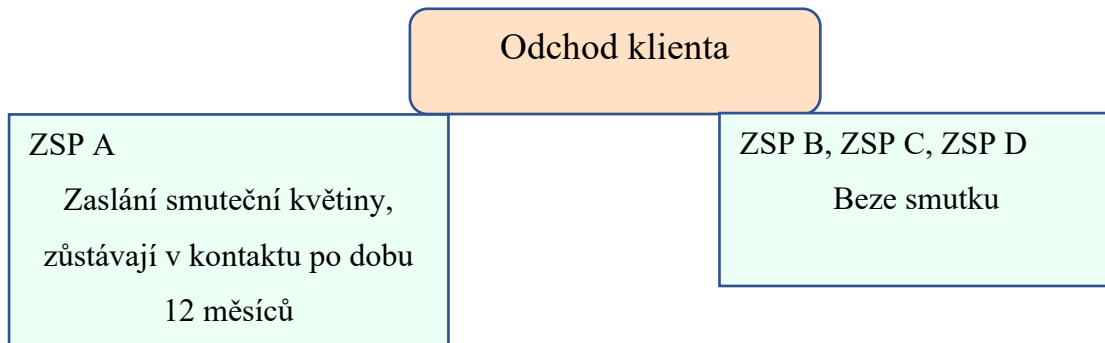 Odchod klienta
ZSP A
Zaslání smuteční květiny,
zůstávají v kontaktu po dobu
12 měsíců
ZSP B, ZSP C, ZSP D
Beze smutku